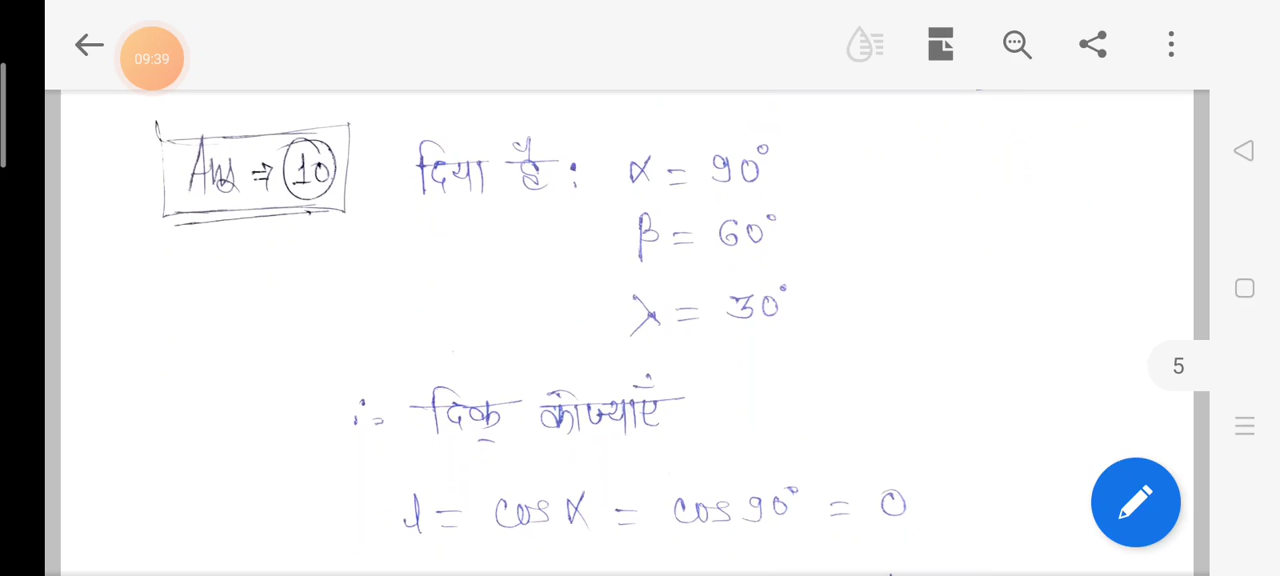 09:39
Ans ⇒ 10 दिया है : α = 90°
β = 60°
λ = 30°
5
∴ दिक् कोज्याएँ
l = cos α = cos 90° = 0